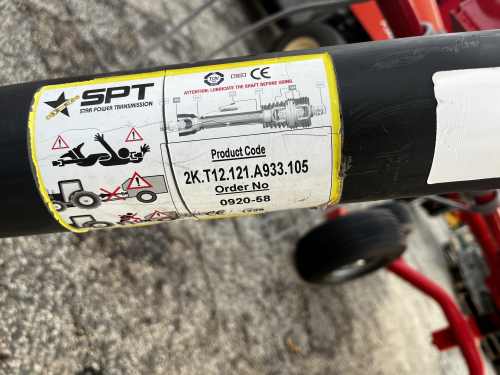 SPT
STAR POWER TRANSMISSION
CE
ATTENTION: LUBRICATE THE SHAFT BEFORE USING
Product Code
2K.T12.121.A933.105
Order No
0920-58
CE